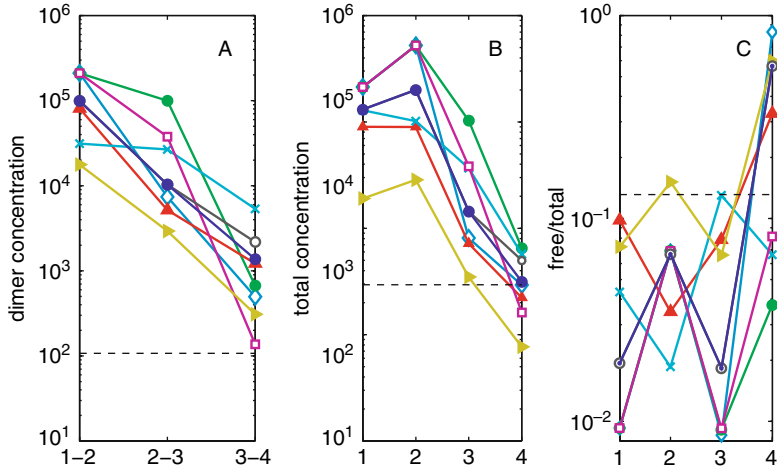 A
dimer concentration
10^6
10^5
10^4
10^3
10^2
10^1
1–2 2–3 3–4
B
total concentration
10^6
10^5
10^4
10^3
10^2
10^1
1 2 3 4
C
free/total
10^0
10^-1
10^-2
1 2 3 4